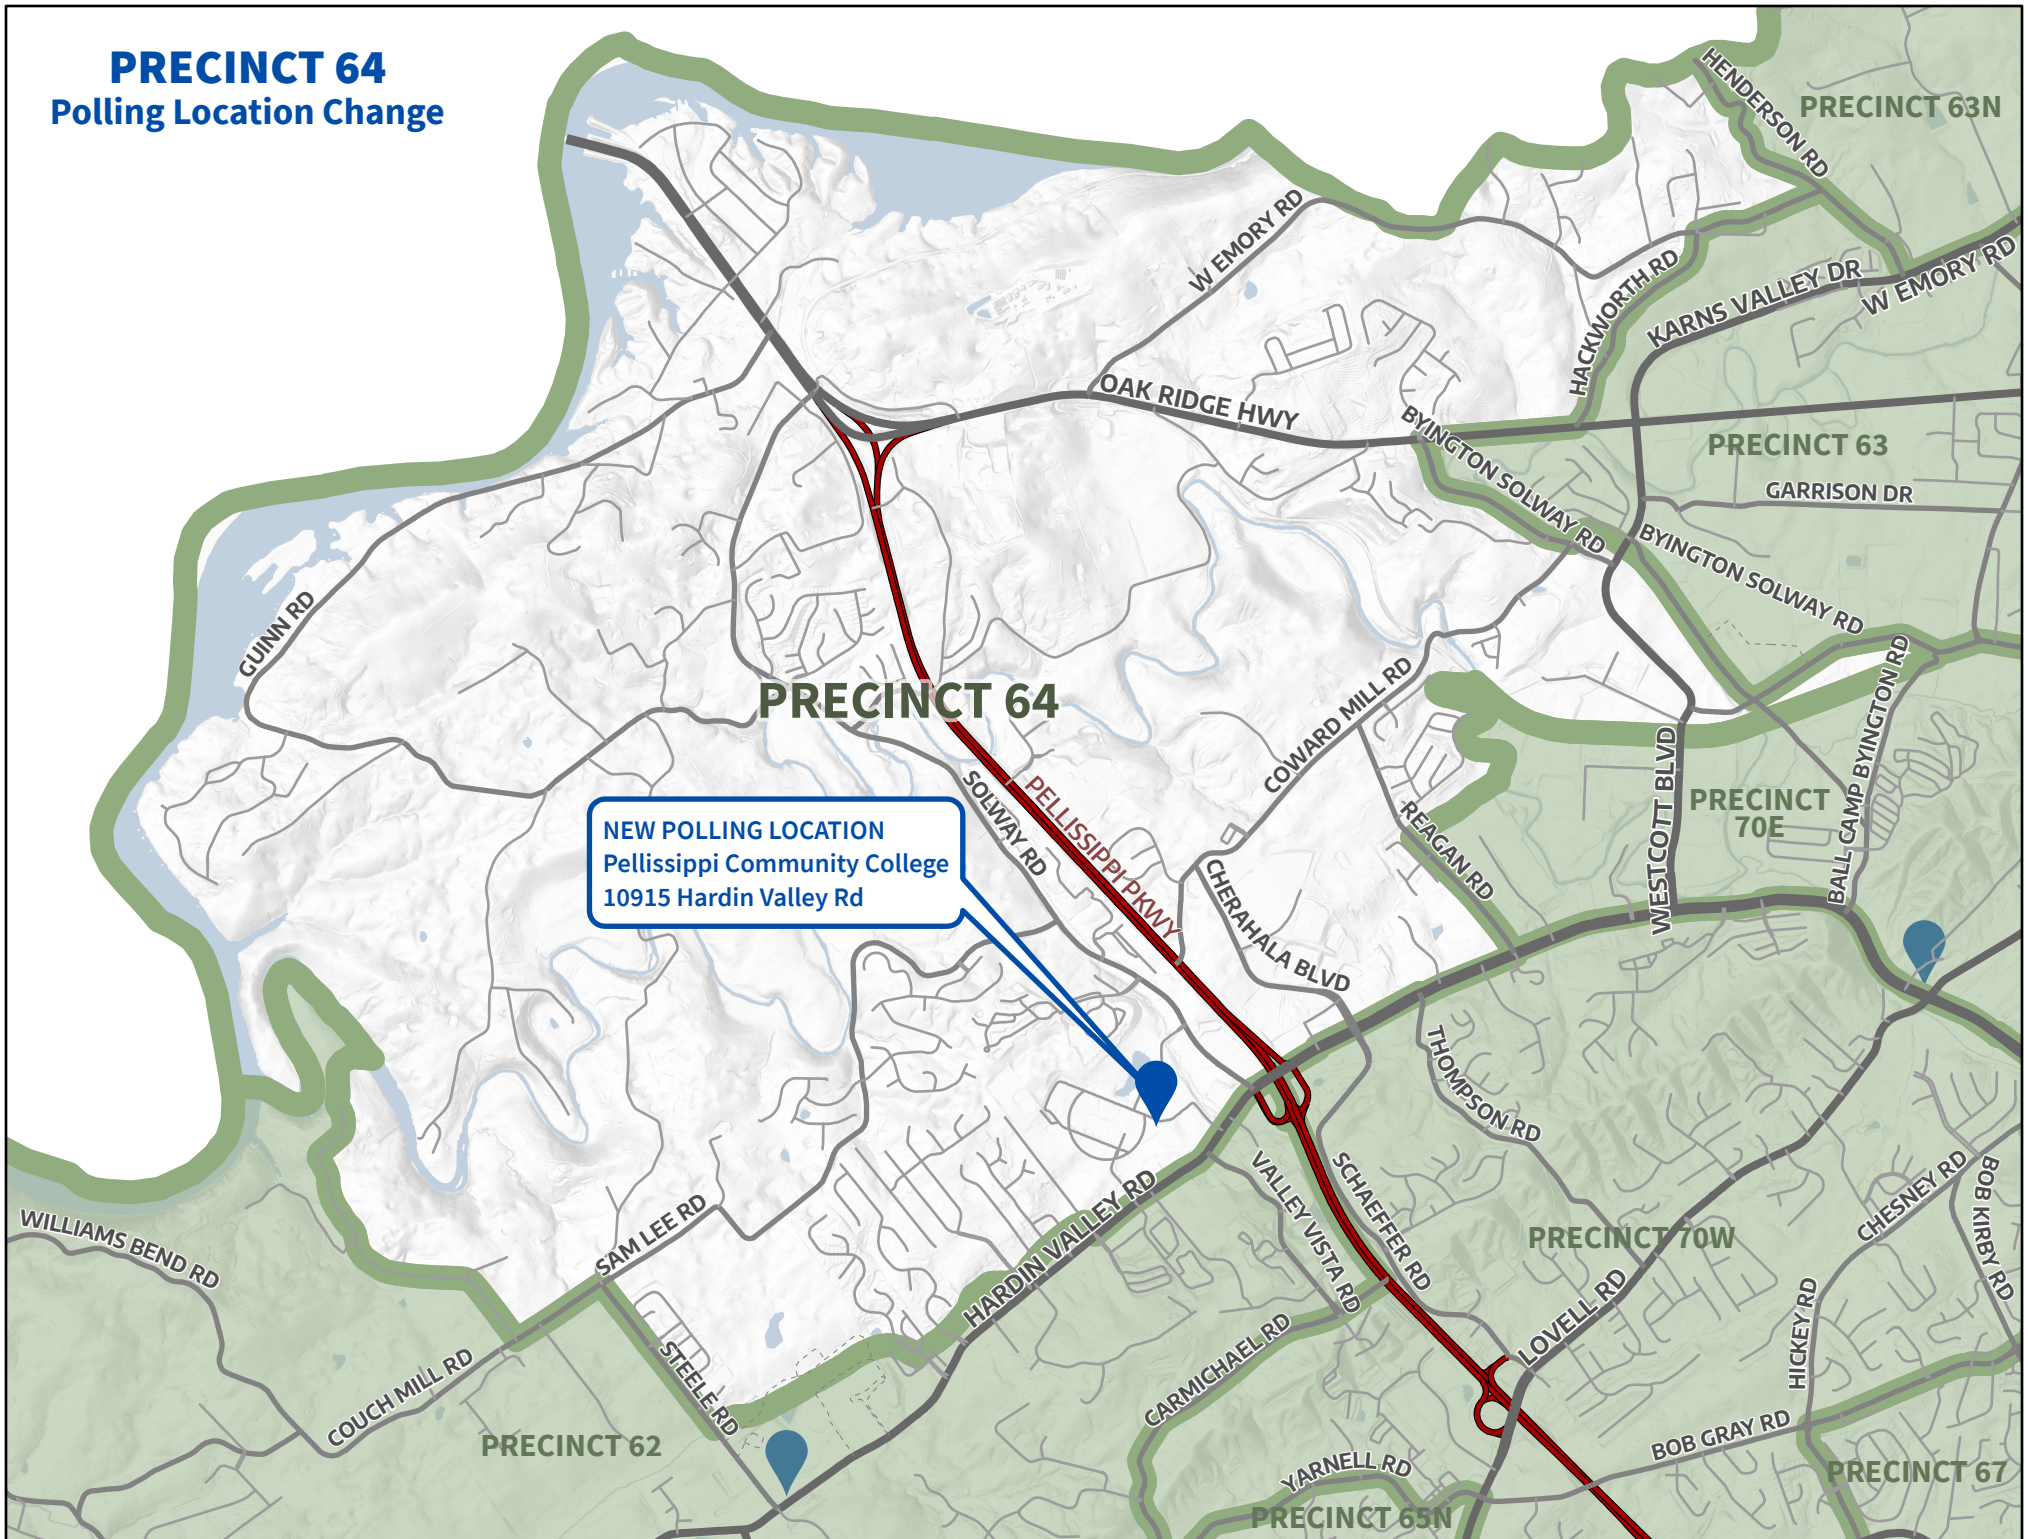 PRECINCT 64
Polling Location Change
HENDERSON RD
PRECINCT 63N
W EMORY RD
HACKWORTH RD
KARNS VALLEY DR
W EMORY RD
OAK RIDGE HWY
BYINGTON SOLWAY RD
PRECINCT 63
GARRISON DR
BYINGTON SOLWAY RD
GUINN RD
PRECINCT 64
COWARD MILL RD
BALL CAMP BYINGTON RD
WESTCOTT BLVD
SOLWAY RD
PELLISSIPPI PKWY
REAGAN RD
PRECINCT
70E
NEW POLLING LOCATION
Pellissippi Community College
10915 Hardin Valley Rd
CHERAHALA BLVD
THOMPSON RD
VALLEY VISTA RD
SCHAEFFER RD
HARDIN VALLEY RD
SAM LEE RD
WILLIAMS BEND RD
PRECINCT 70W
CHESNEY RD
BOB KIRBY RD
LOVELL RD
HICKEY RD
CARMICHAEL RD
STEELE RD
COUCH MILL RD
PRECINCT 62
BOB GRAY RD
YARNELL RD
PRECINCT 67
PRECINCT 65N